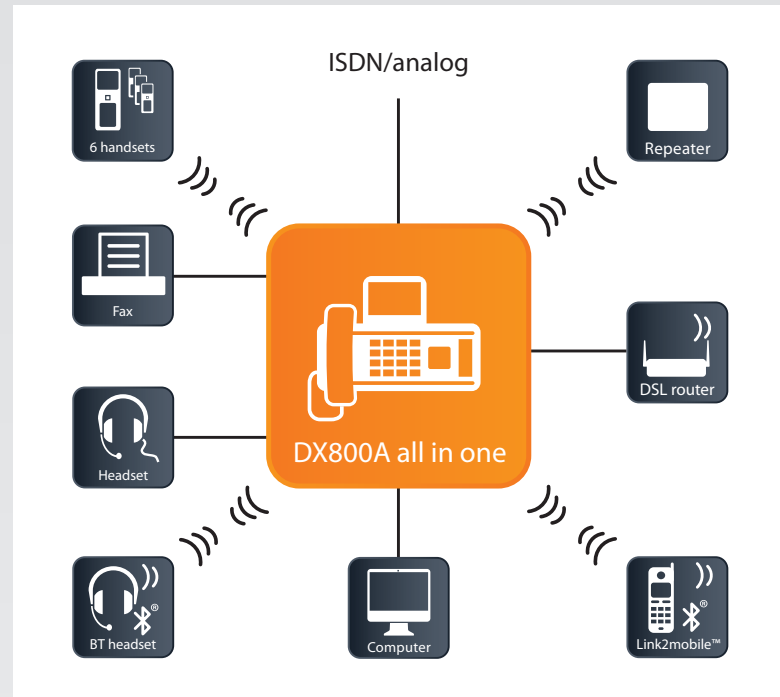 ISDN/analog
6 handsets
Repeater
Fax
DSL router
DX800A all in one
Headset
BT headset
®
Computer
Link2mobile™
®